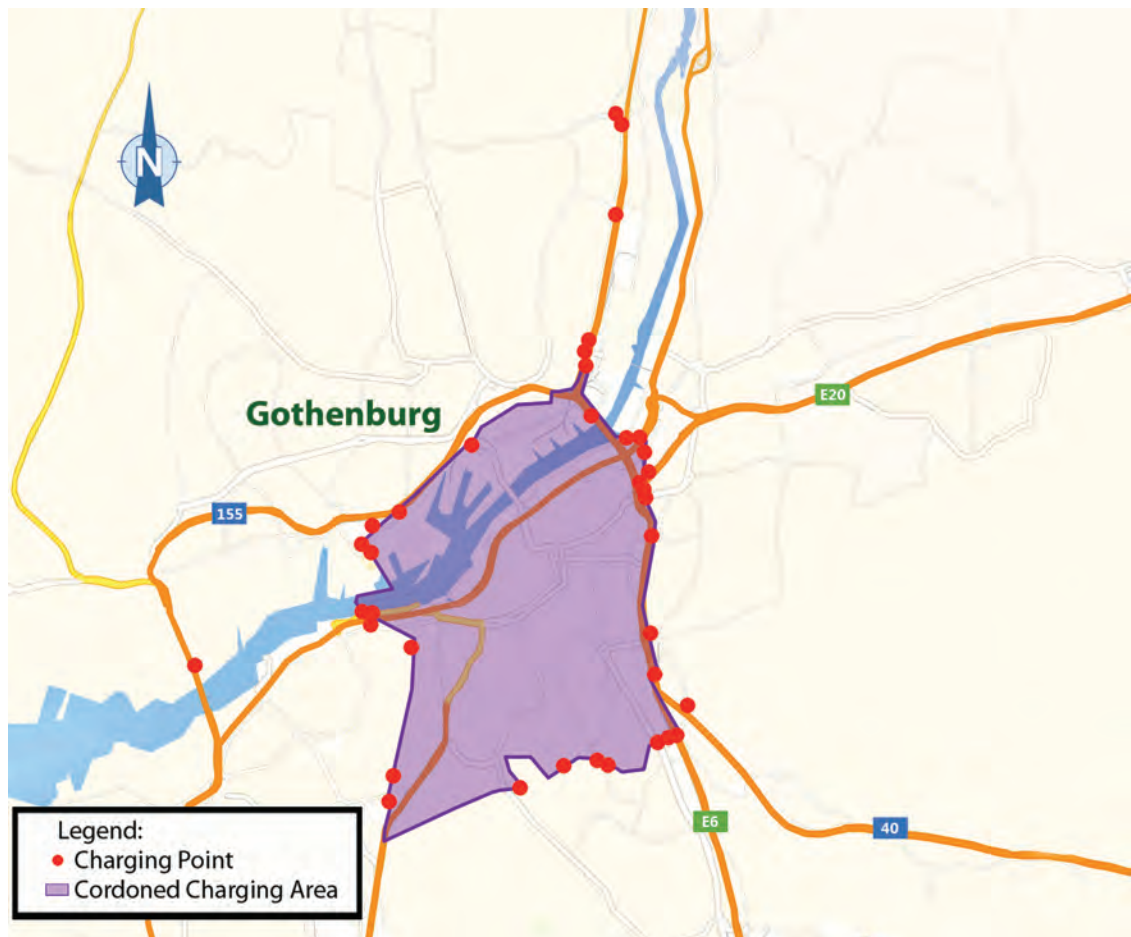 N
Gothenburg
E20
155
E6
40
Legend:
Charging Point
Cordoned Charging Area